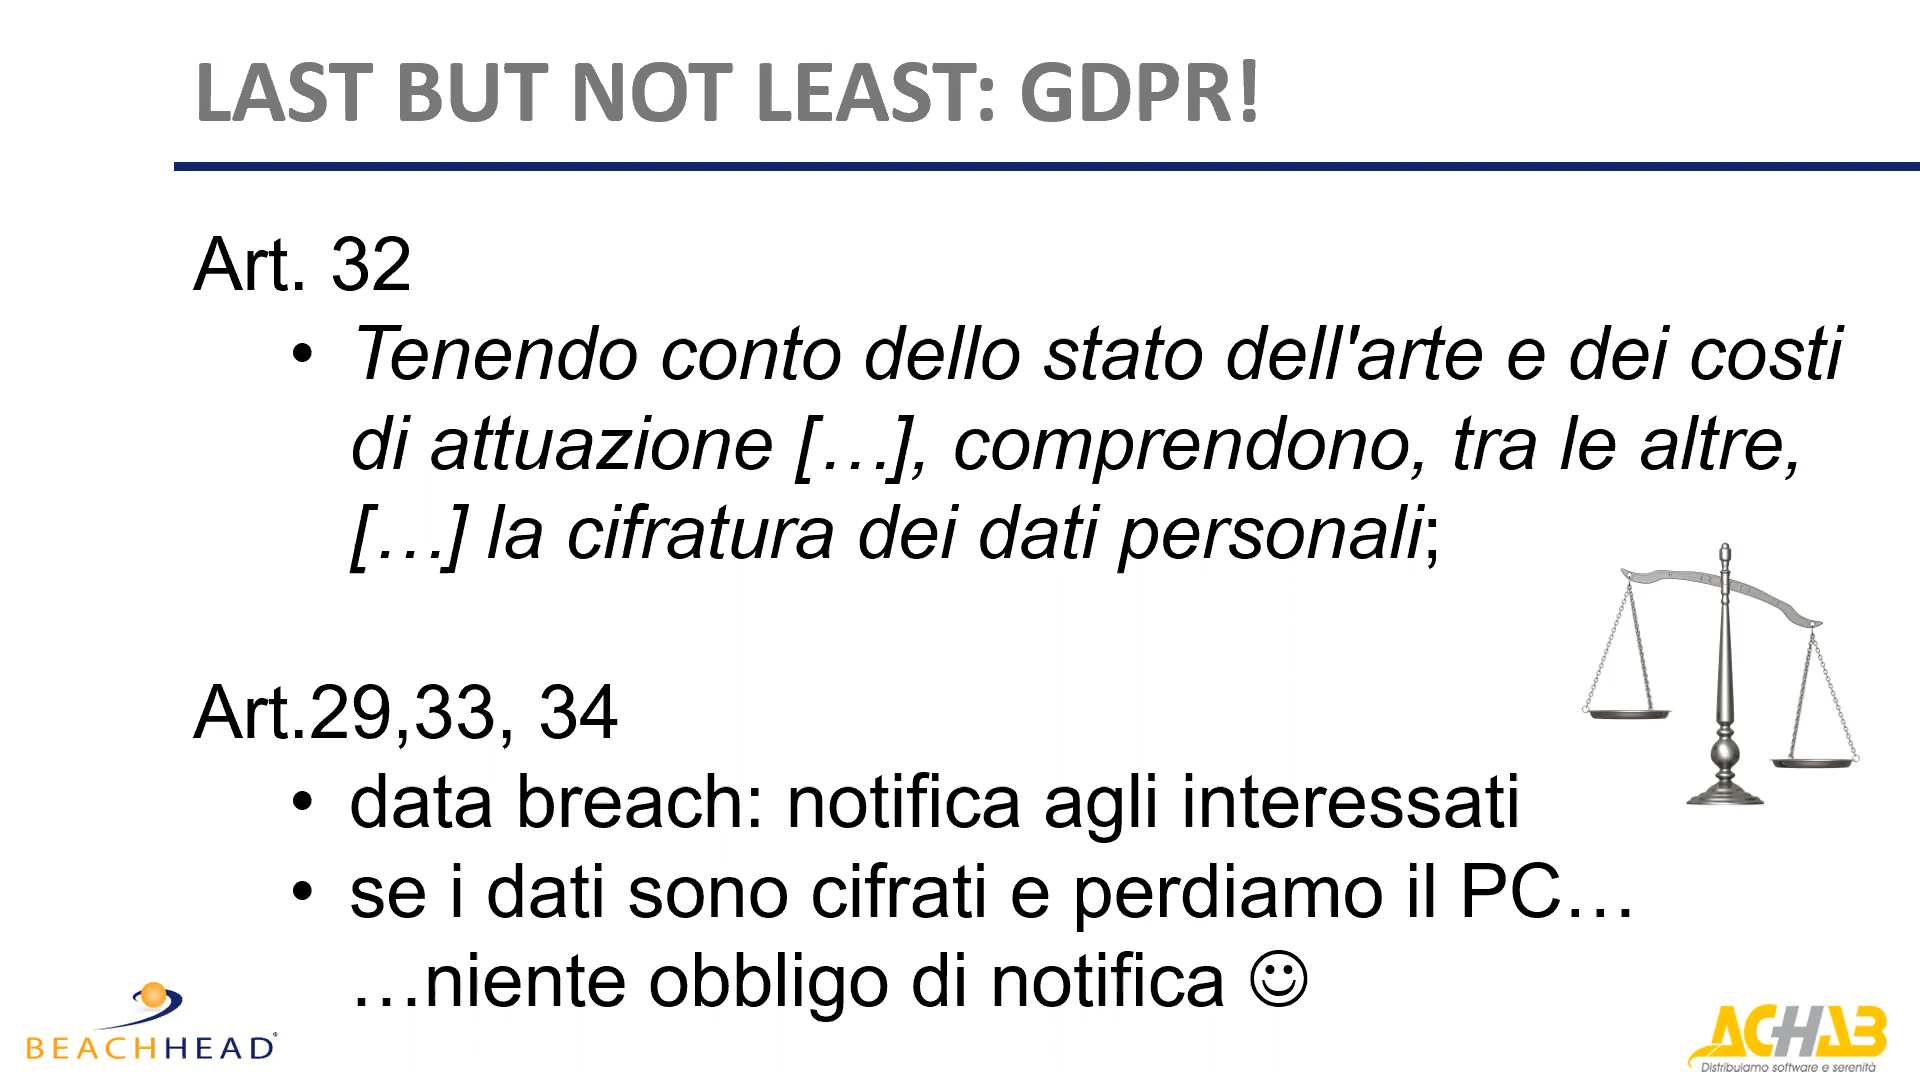 LAST BUT NOT LEAST: GDPR!
Art. 32
• Tenendo conto dello stato dell'arte e dei costi
di attuazione […], comprendono, tra le altre,
[…] la cifratura dei dati personali;
Art.29,33, 34
• data breach: notifica agli interessati
• se i dati sono cifrati e perdiamo il PC…
…niente obbligo di notifica ☺
BEACHHEAD®
ACHAB
Distribuiamo software e serenità